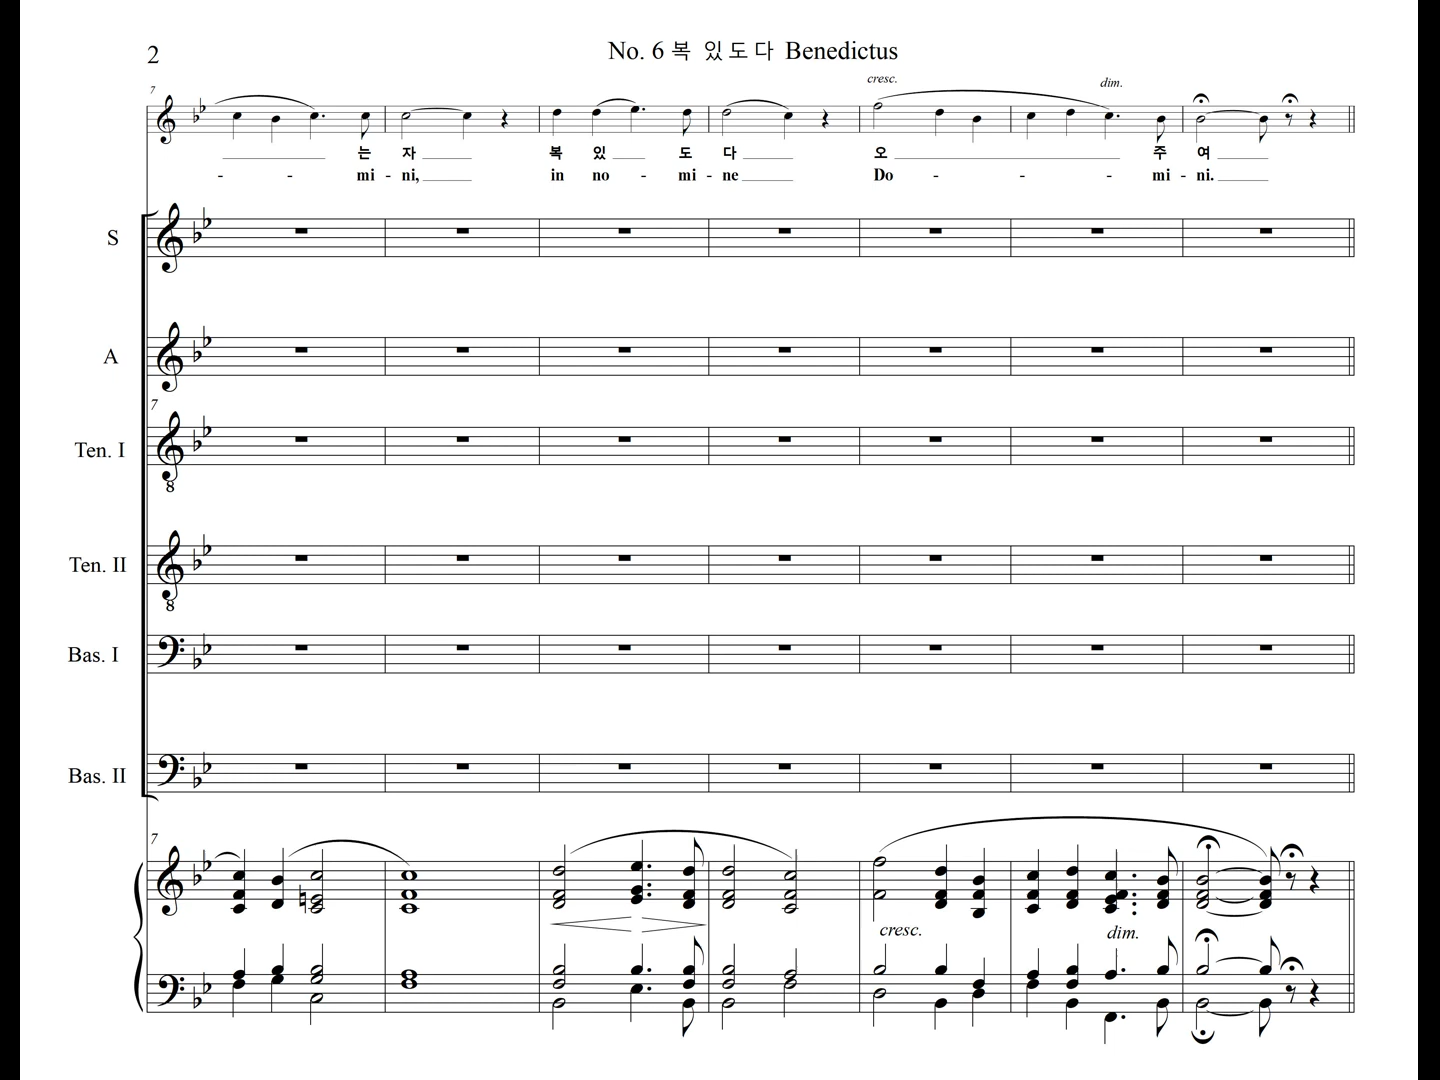 2
No. 6 복 있 도 다 Benedictus
cresc.
dim.
7
는 자 복 있 도 다 오 주 여
- - mi - ni, in no - mi - ne Do - - - mi - ni.
S
A
7
Ten. I
8
Ten. II
8
Bas. I
Bas. II
7
cresc.
dim.